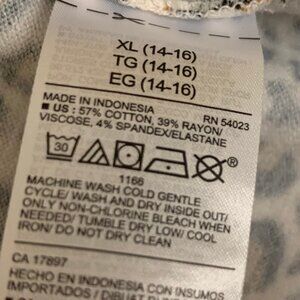 XL (14-16)
TG (14-16)
EG (14-16)
MADE IN INDONESIA RN 54023
US : 57% COTTON, 39% RAYON/
VISCOSE, 4% SPANDEX/ELASTANE
30
®
1166
MACHINE WASH COLD GENTLE
CYCLE/ WASH AND DRY INSIDE OUT/
ONLY NON-CHLORINE BLEACH WHEN
NEEDED/ TUMBLE DRY LOW/ COOL
IRON/ DO NOT DRY CLEAN
CA 17897
HECHO EN INDONESIA CON INSUMOS
IMPORTADOS /